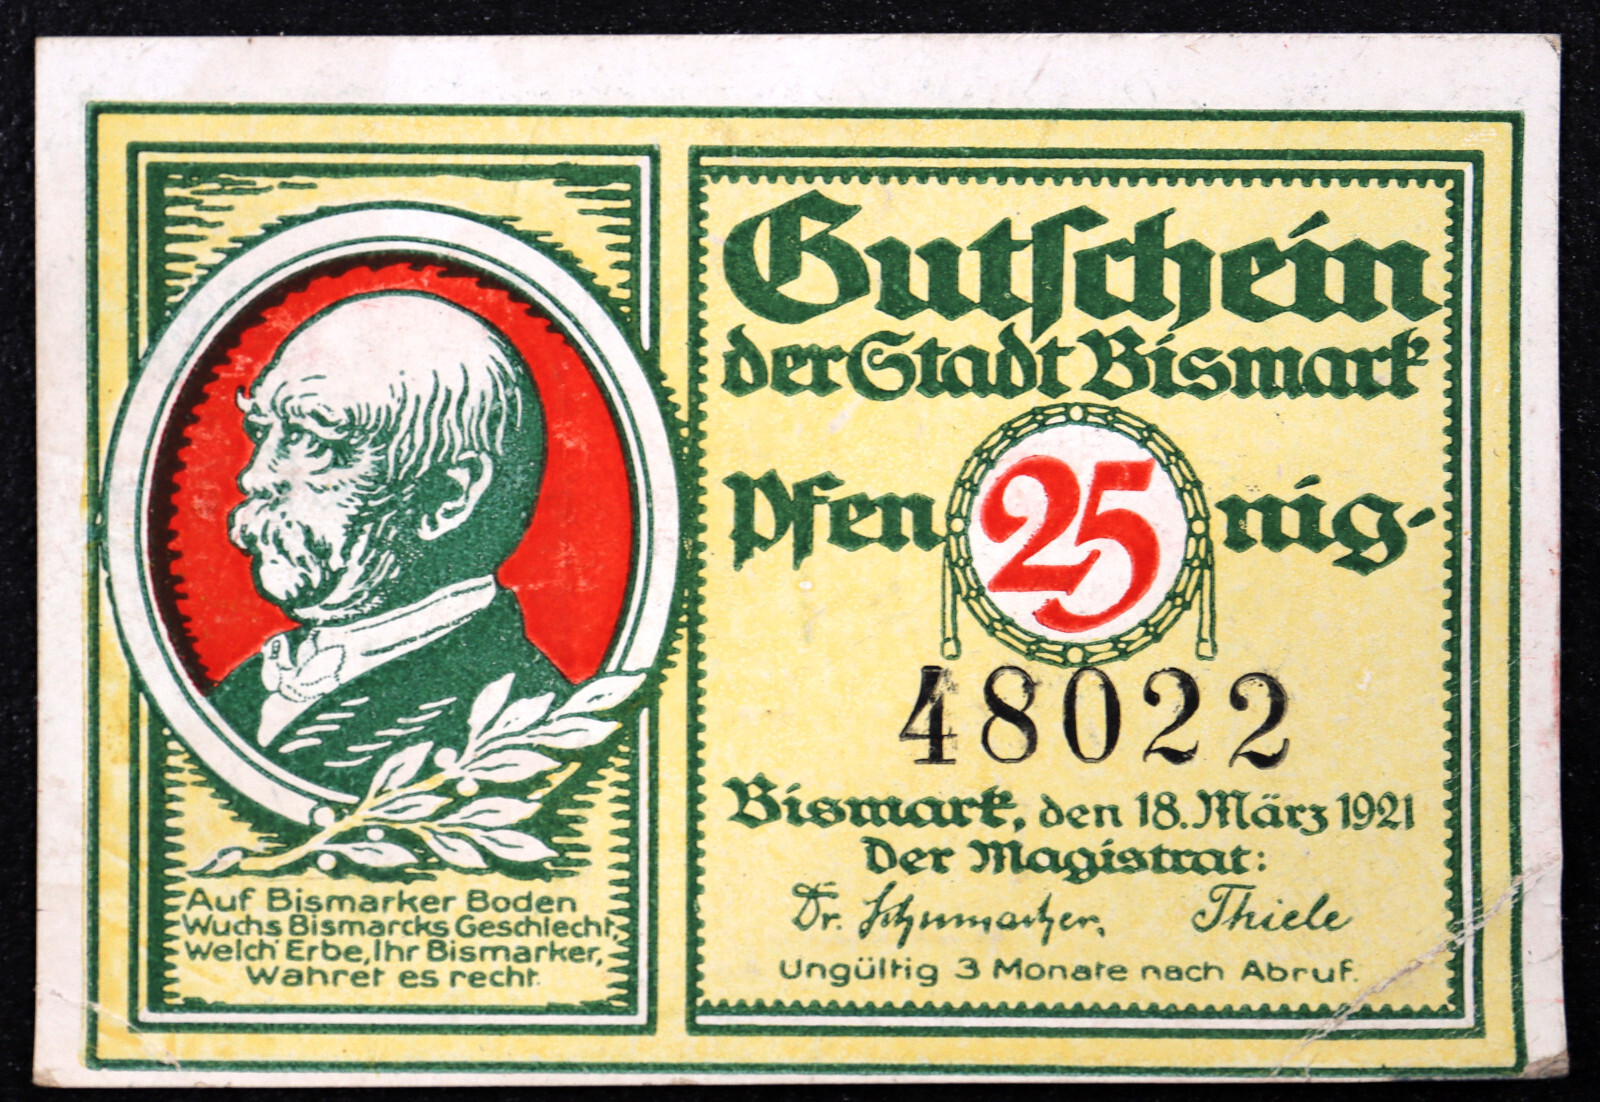 Gutschein
der Stadt Bismark
Pfen 25 nig.
48022
Bismark, den 18. März 1921
Der Magistrat:
Dr. Schumacher, Thiele
Ungültig 3 Monate nach Abruf.
Auf Bismarker Boden
Wuchs Bismarcks Geschlecht,
Welch' Erbe, Ihr Bismarker,
Wahret es recht.